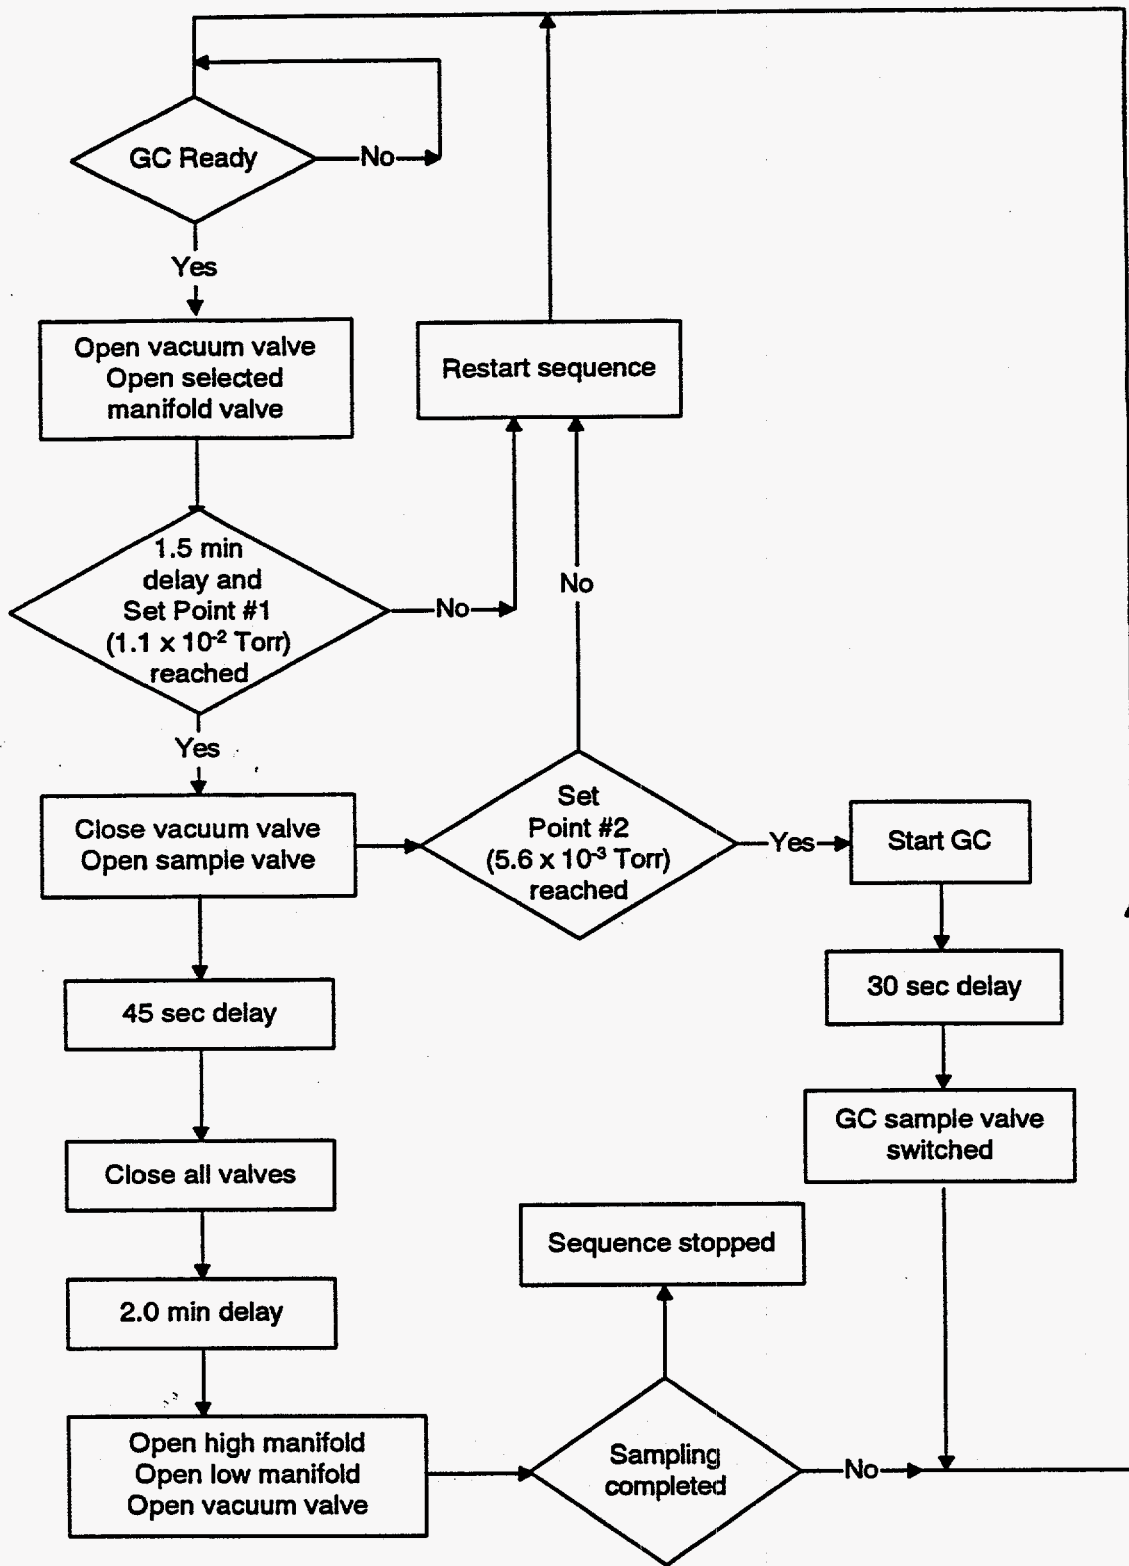 GC Ready
No
Yes
Open vacuum valve
Open selected
manifold valve
Restart sequence
1.5 min
delay and
Set Point #1
(1.1 x 10⁻² Torr)
reached
No
No
Yes
Close vacuum valve
Open sample valve
Set
Point #2
(5.6 x 10⁻³ Torr)
reached
Yes
Start GC
45 sec delay
30 sec delay
Close all valves
GC sample valve
switched
2.0 min delay
Sequence stopped
Open high manifold
Open low manifold
Open vacuum valve
Sampling
completed
No